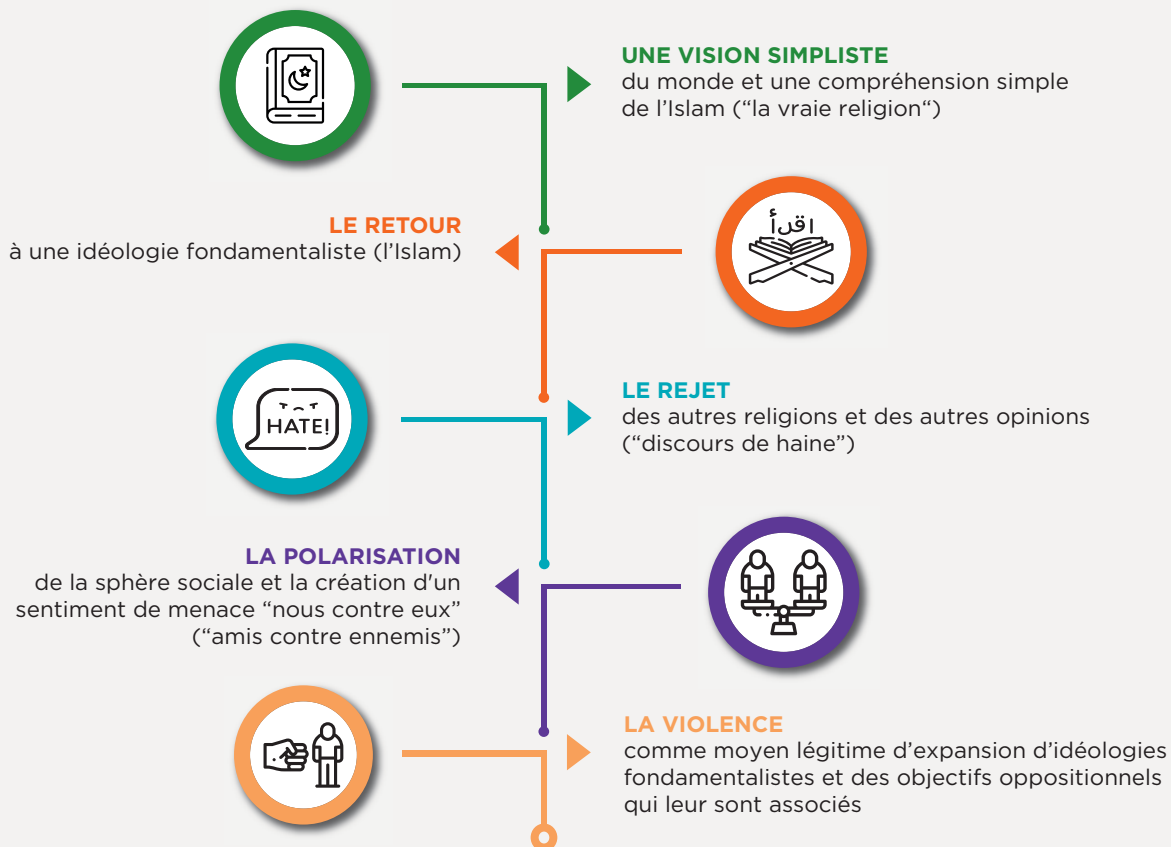 UNE VISION SIMPLISTE
du monde et une compréhension simple
de l'Islam (“la vraie religion“)
LE RETOUR
à une idéologie fondamentaliste (l'Islam)
اقرأ
HATE!
LE REJET
des autres religions et des autres opinions
(“discours de haine”)
LA POLARISATION
de la sphère sociale et la création d'un
sentiment de menace “nous contre eux”
(“amis contre ennemis”)
LA VIOLENCE
comme moyen légitime d’expansion d’idéologies
fondamentalistes et des objectifs oppositionnels
qui leur sont associés